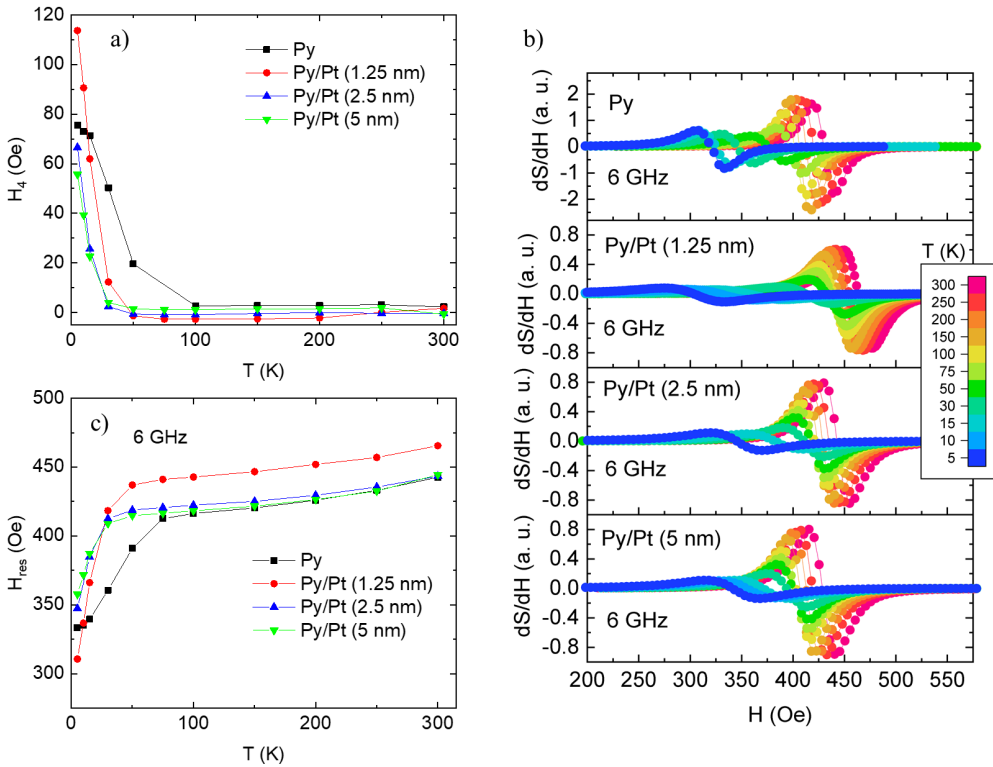 a)
120
100
80
60
40
20
0
H4 (Oe)
Py
Py/Pt (1.25 nm)
Py/Pt (2.5 nm)
Py/Pt (5 nm)
0 100 200 300
T (K)
c)
6 GHz
500
450
400
350
300
Hres (Oe)
Py
Py/Pt (1.25 nm)
Py/Pt (2.5 nm)
Py/Pt (5 nm)
0 50 100 150 200 250 300
T (K)
b)
Py
6 GHz
2
1
0
-1
-2
dS/dH (a. u.)
Py/Pt (1.25 nm)
6 GHz
0.8
0.4
0.0
-0.4
-0.8
dS/dH (a. u.)
Py/Pt (2.5 nm)
6 GHz
0.8
0.4
0.0
-0.4
-0.8
dS/dH (a. u.)
Py/Pt (5 nm)
6 GHz
0.8
0.4
0.0
-0.4
-0.8
dS/dH (a. u.)
200 250 300 350 400 450 500 550
H (Oe)
T (K)
300
250
200
150
100
75
50
30
15
10
5